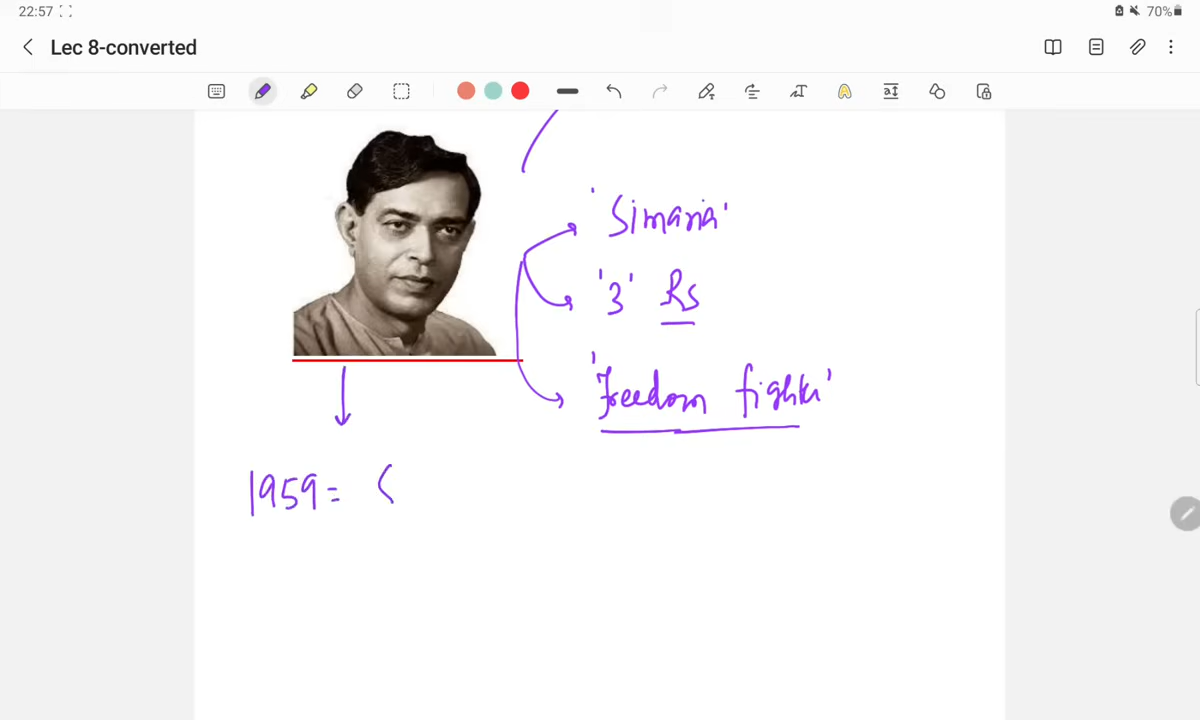 22:57 70%
Lec 8-converted
'Simaria'
'3' Rs
'Freedom fighter'
1959 = (